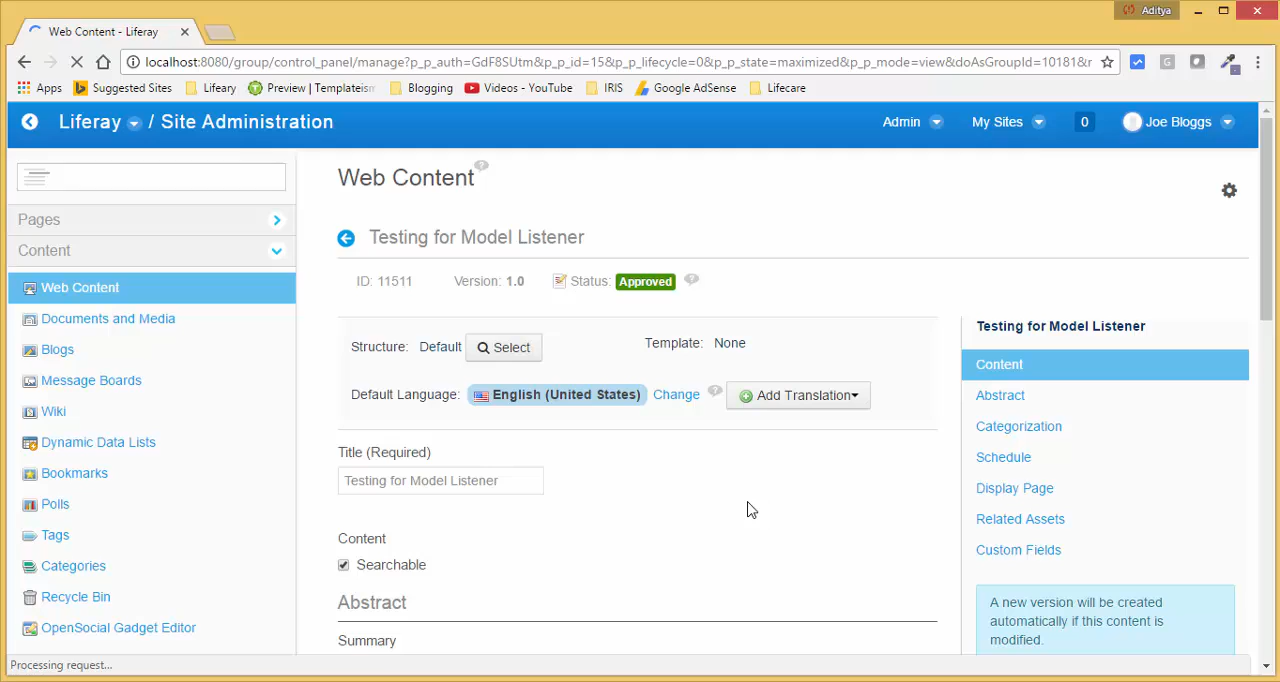 Aditya
Web Content - Liferay
localhost:8080/group/control_panel/manage?p_p_auth=GdF8SUtm&p_p_id=15&p_p_lifecycle=0&p_p_state=maximized&p_p_mode=view&doAsGroupId=10181&r
Apps Suggested Sites Lifeary Preview | Templateism Blogging Videos - YouTube IRIS Google AdSense Lifecare
Liferay / Site Administration
Admin My Sites 0 Joe Bloggs
Pages
Content
Web Content
Documents and Media
Blogs
Message Boards
Wiki
Dynamic Data Lists
Bookmarks
Polls
Tags
Categories
Recycle Bin
OpenSocial Gadget Editor
Web Content
Testing for Model Listener
ID: 11511 Version: 1.0 Status: Approved
Structure: Default Select Template: None
Default Language: English (United States) Change Add Translation
Title (Required)
Testing for Model Listener
Content
Searchable
Abstract
Summary
Testing for Model Listener
Content
Abstract
Categorization
Schedule
Display Page
Related Assets
Custom Fields
A new version will be created
automatically if this content is
modified.
Processing request...